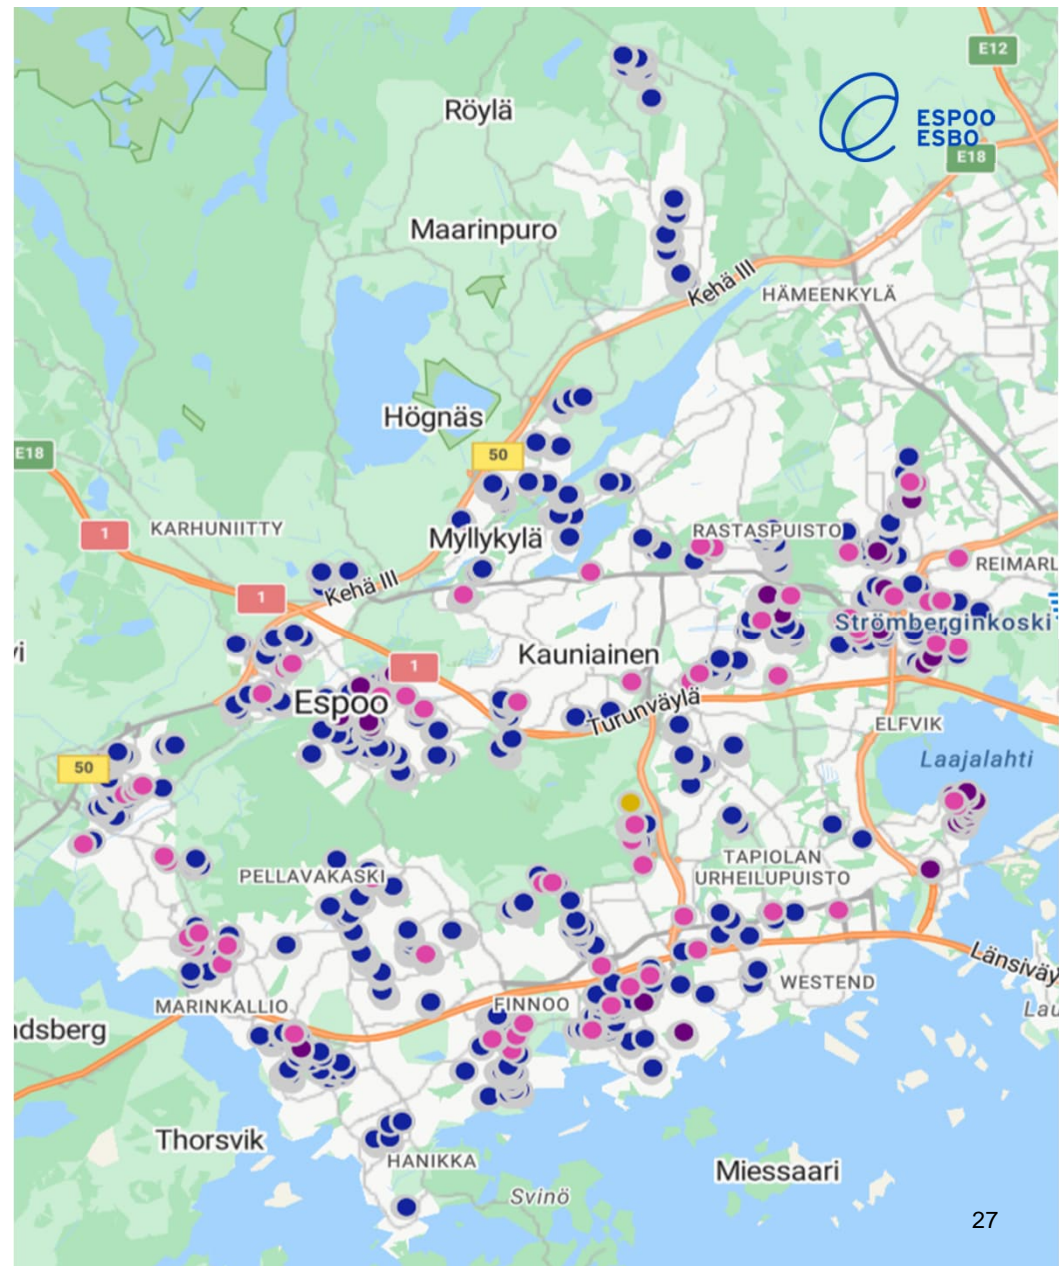 E12
Röylä
ESPOO
ESBO
E18
Maarinpuro
Kehä III
HÄMEENKYLÄ
Högnäs
E18
50
1
KARHUNIITTY
Myllykylä
RASTASPUISTO
REIMARL
Kehä III
1
Strömberginkoski
vi
1
Kauniainen
Espoo
Turunväylä
ELFVIK
50
Laajalahti
TAPIOLAN
URHEILUPUISTO
PELLAVAKASKI
Länsiväy
WESTEND
MARINKALLIO
FINNOO
Lau
ndsberg
Thorsvik
HANIKKA
Miessaari
Svinö
27